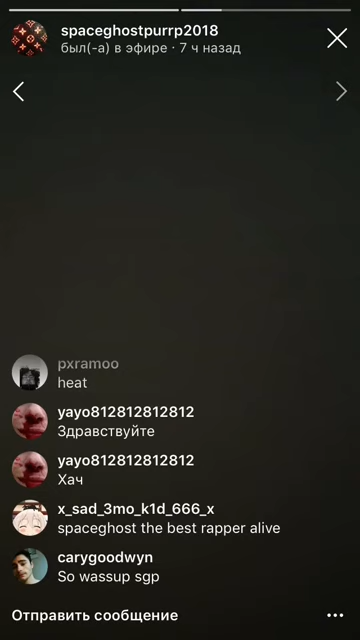 spaceghostpurrp2018
был(-а) в эфире · 7 ч назад
pxramoo
heat
yayo812812812812
Здравствуйте
yayo812812812812
Хач
x_sad_3mo_k1d_666_x
spaceghost the best rapper alive
carygoodwyn
So wassup sgp
Отправить сообщение